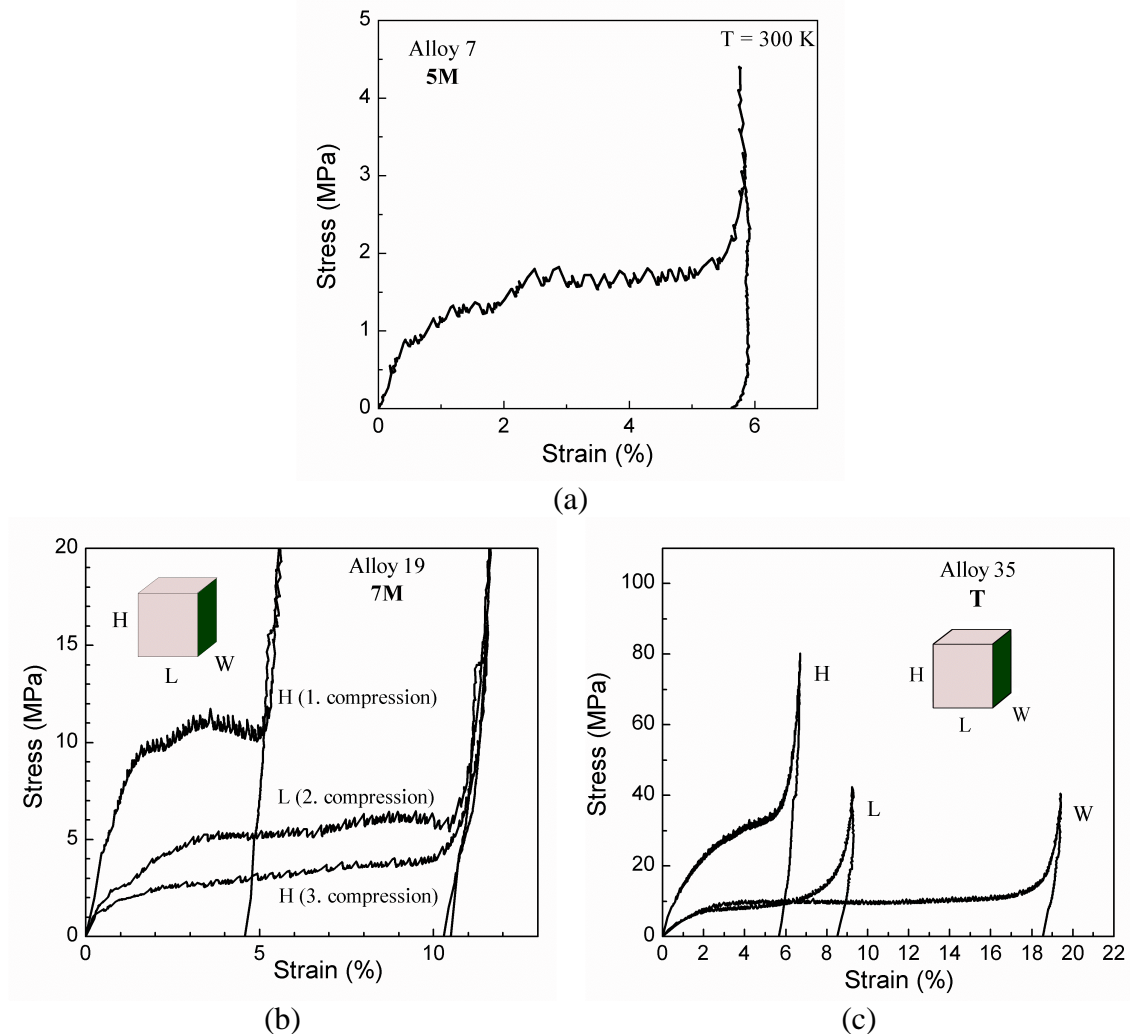 Alloy 7
5M
T = 300 K
Stress (MPa)
5
4
3
2
1
0
0 2 4 6
Strain (%)
(a)
Alloy 19
7M
H
L
W
H (1. compression)
L (2. compression)
H (3. compression)
Stress (MPa)
20
15
10
5
0
0 5 10
Strain (%)
(b)
Alloy 35
T
H
L
W
H
L
W
Stress (MPa)
100
80
60
40
20
0
0 2 4 6 8 10 12 14 16 18 20 22
Strain (%)
(c)